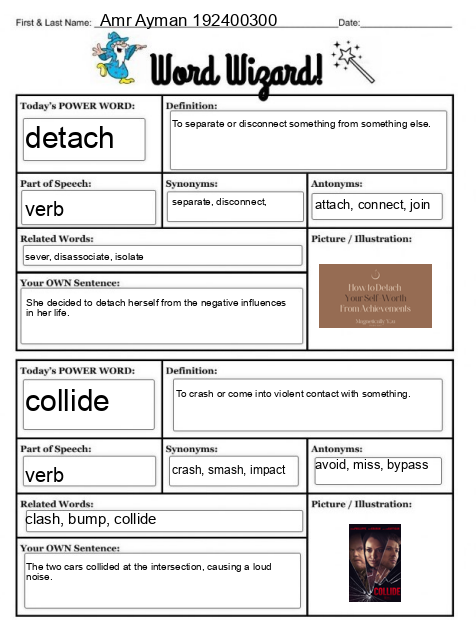 First & Last Name: Amr Ayman 192400300 Date:
Word Wizard!
Today's POWER WORD: Definition:
detach
To separate or disconnect something from something else.
Part of Speech: Synonyms: Antonyms:
verb
separate, disconnect,
attach, connect, join
Related Words: Picture / Illustration:
sever, disassociate, isolate
Your OWN Sentence:
She decided to detach herself from the negative influences
in her life.
How to Detach
Your Self-Worth
From Achievements
Today's POWER WORD: Definition:
collide
To crash or come into violent contact with something.
Part of Speech: Synonyms: Antonyms:
verb
crash, smash, impact
avoid, miss, bypass
Related Words: Picture / Illustration:
clash, bump, collide
Your OWN Sentence:
The two cars collided at the intersection, causing a loud
noise.
COLLIDE